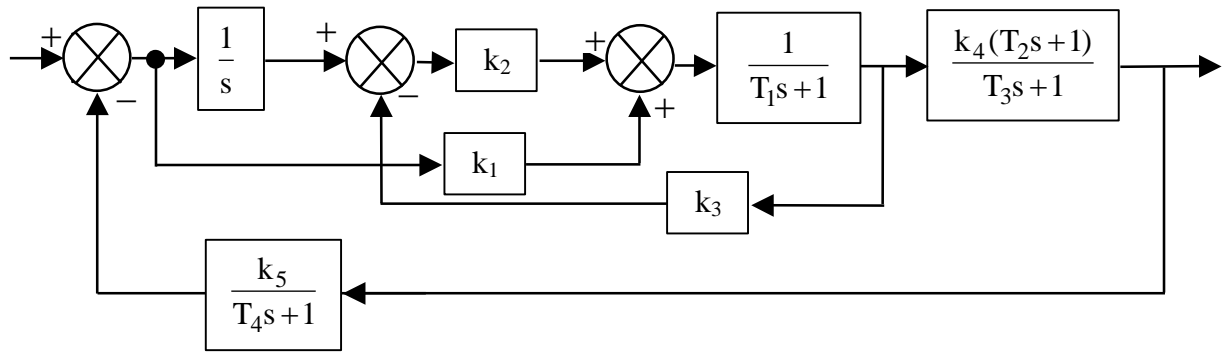 +
−
1
s
+
−
k₂
+
+
1
T₁s+1
k₄(T₂s+1)
T₃s+1
k₁
k₃
k₅
T₄s+1